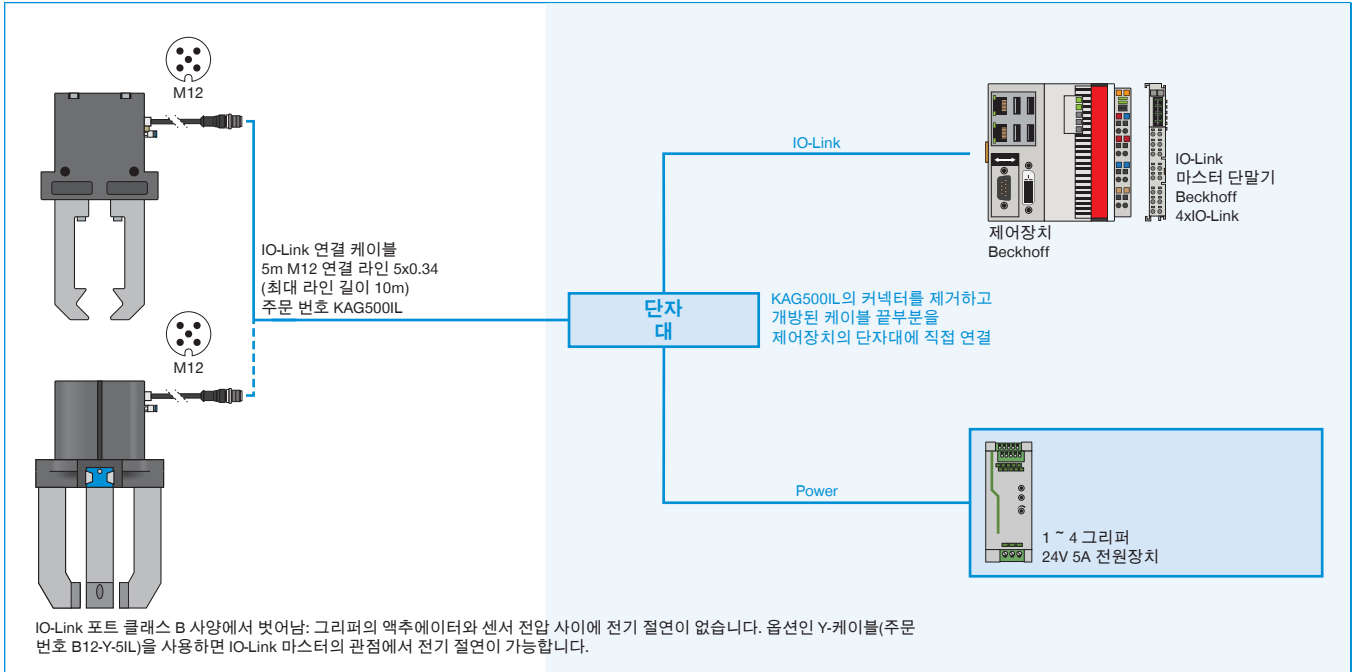 M12
IO-Link 연결 케이블
5m M12 연결 라인 5x0.34
(최대 라인 길이 10m)
주문 번호 KAG500IL
M12
단자
대
IO-Link
제어장치
Beckhoff
IO-Link
마스터 단말기
Beckhoff
4xIO-Link
KAG500IL의 커넥터를 제거하고
개방된 케이블 끝부분을
제어장치의 단자대에 직접 연결
Power
1 ~ 4 그리퍼
24V 5A 전원장치
IO-Link 포트 클래스 B 사양에서 벗어남: 그리퍼의 액추에이터와 센서 전압 사이에 전기 절연이 없습니다. 옵션인 Y-케이블(주문
번호 B12-Y-5IL)을 사용하면 IO-Link 마스터의 관점에서 전기 절연이 가능합니다.